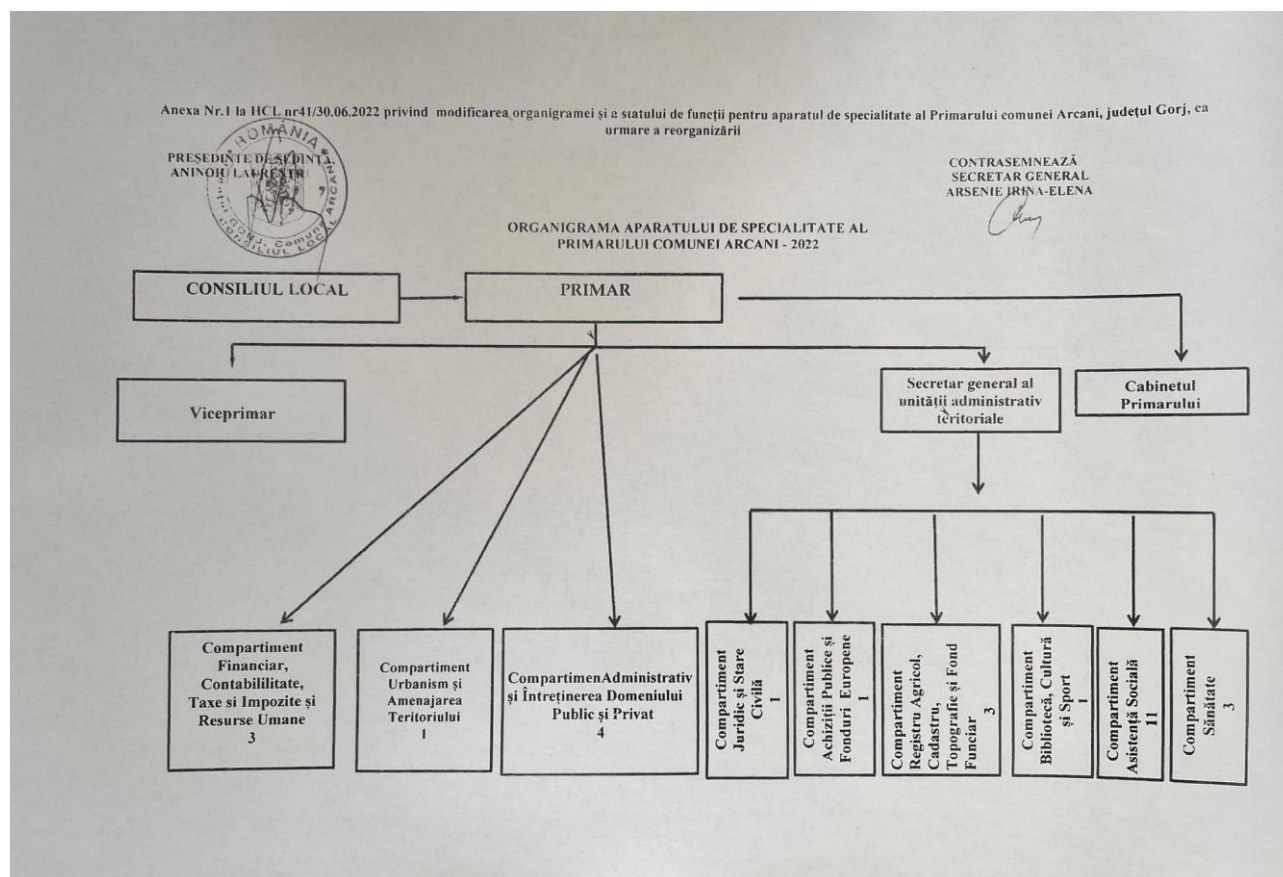 Anexa Nr.1 la HCL nr41/30.06.2022 privind modificarea organigramei și a statului de funcții pentru aparatul de specialitate al Primarului comunei Arcani, județul Gorj, ca
urmare a reorganizării
PREȘEDINTE DE ȘEDINȚĂ
ANINOIU LAURENȚIU
ROMÂNIA
GORJ, Comuna
CONSILIUL LOCAL ARCANI
CONTRASEMNEAZĂ
SECRETAR GENERAL
ARSENIE IRINA-ELENA
ORGANIGRAMA APARATULUI DE SPECIALITATE AL
PRIMARULUI COMUNEI ARCANI - 2022
CONSILIUL LOCAL
PRIMAR
Viceprimar
Secretar general al
unității administrativ
teritoriale
Cabinetul
Primarului
Compartiment
Financiar,
Contabililitate,
Taxe si Impozite și
Resurse Umane
3
Compartiment
Urbanism și
Amenajarea
Teritoriului
1
CompartimenAdministrativ
și Întreținerea Domeniului
Public și Privat
4
Compartiment
Juridic și Stare
Civilă
1
Compartiment
Achiziții Publice și
Fonduri Europene
1
Compartiment
Registru Agricol,
Cadastru,
Topografie și Fond
Funciar
3
Compartiment
Bibliotecă, Cultură
și Sport
1
Compartiment
Asistență Socială
11
Compartiment
Sănătate
3